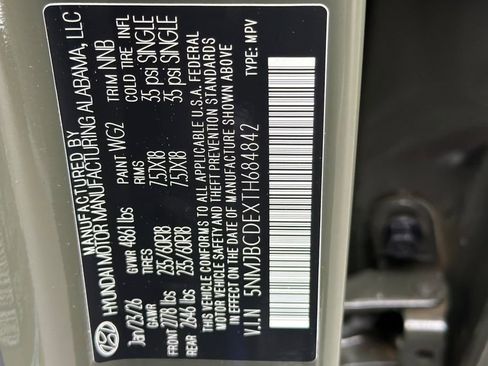 MANUFACTURED BY
HYUNDAI MOTOR MANUFACTURING ALABAMA, LLC
Jan/23/26 GVWR 4861 lbs PAINT WG2 TRIM NNB
GAWR TIRES RIMS COLD TIRE INFL
FRONT 2778 lbs 235/60R18 7.5JX18 35 psi SINGLE
REAR 2646 lbs 235/60R18 7.5JX18 35 psi SINGLE
THIS VEHICLE CONFORMS TO ALL APPLICABLE U.S.A. FEDERAL
MOTOR VEHICLE SAFETY AND THEFT PREVENTION STANDARDS
IN EFFECT ON THE DATE OF MANUFACTURE SHOWN ABOVE
V.I.N 5NMJBCDEXTH684842 TYPE: MPV